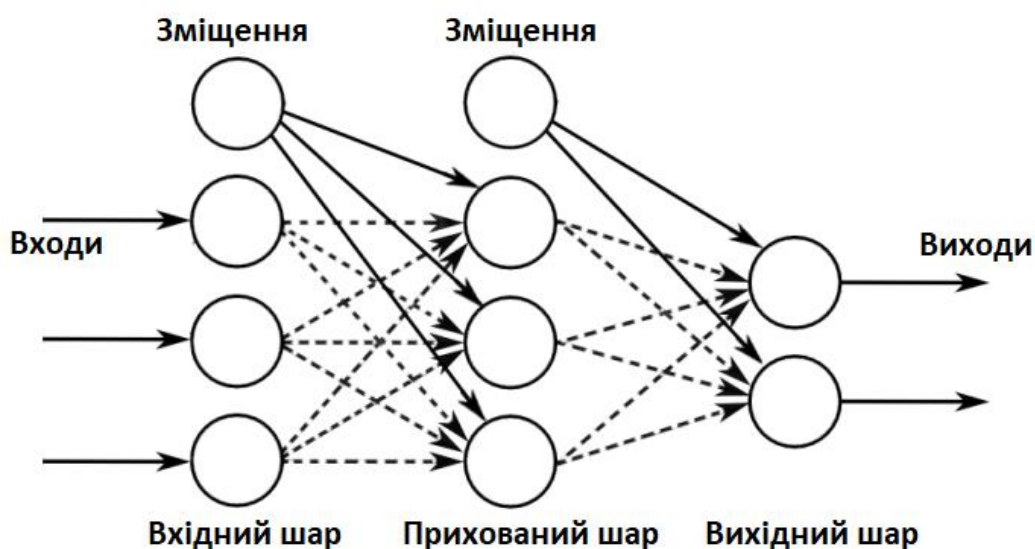 Зміщення
Зміщення
Входи
Виходи
Вхідний шар
Прихований шар
Вихідний шар